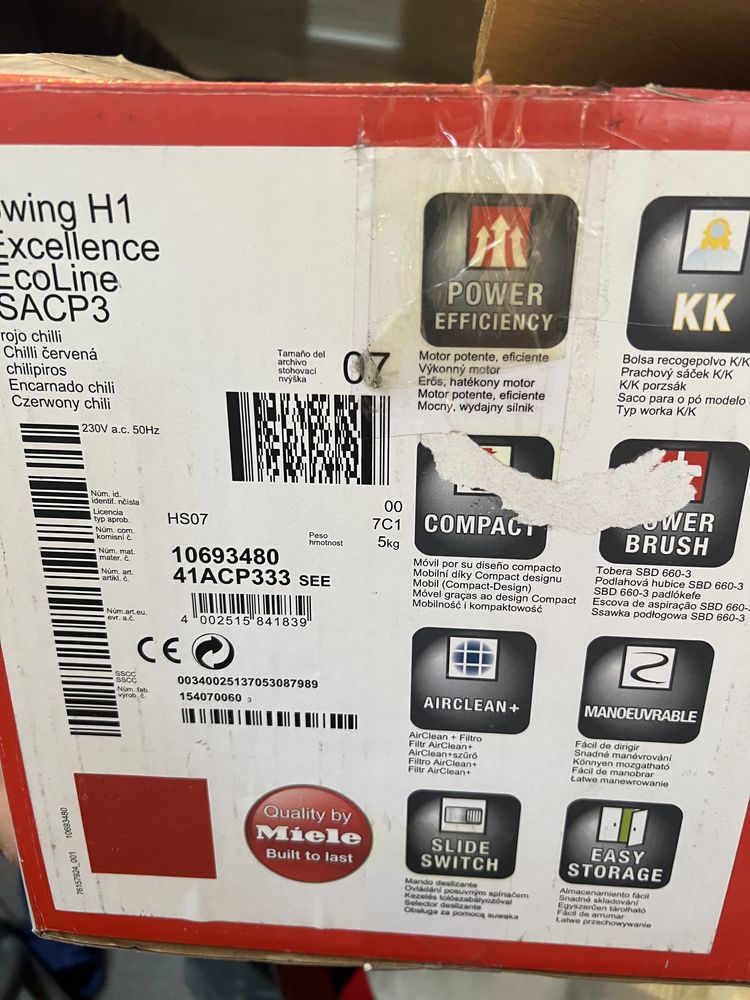 wing H1
Excellence
EcoLine
SACP3
rojo chilli
Chilli červená
chilipiros
Encarnado chili
Czerwony chili
230V a.c. 50Hz
Tamaño del
archivo
stohovací
nvýška
07
Núm. id.
identif. nčísla
Licencia
typ aprob.
Núm. com.
komisní č.
Núm. mat.
mater. č.
Núm. art.
artikl. č.
Núm.art.eu.
evr. a.č.
SSCC
SSCC
Núm. fab.
výrob. č.
HS07
00
7C1
Peso
hmotnost
5kg
10693480
41ACP333 SEE
4 002515 841839
CE
00340025137053087989
154070060 3
76157924_001 10693480
Quality by
Miele
Built to last
POWER
EFFICIENCY
Motor potente, eficiente
Výkonný motor
Erős, hatékony motor
Motor potente, eficiente
Mocny, wydajny silnik
KK
Bolsa recogepolvo K/K
Prachový sáček K/K
K/K porzsák
Saco para o pó modelo
Typ worka K/K
COMPACT
Móvil por su diseño compacto
Mobilní díky Compact designu
Mobil (Compact-Design)
Móvel graças ao design Compact
Mobilność i kompaktowość
OWER
BRUSH
Tobera SBD 660-3
Podlahová hubice SBD 660-3
SBD 660-3 padlókefe
Escova de aspiração SBD 660-
Ssawka podłogowa SBD 660-3
AIRCLEAN+
AirClean + Filtro
Filtr AirClean+
AirClean+szűrő
Filtro AirClean+
Filtr AirClean+
MANOEUVRABLE
Fácil de dirigir
Snadné manévrování
Könnyen mozgatható
Fácil de manobrar
Łatwe manewrowanie
SLIDE
SWITCH
Mando deslizante
Ovládání posuvným spínačem
Kezelés tolószabályozóval
Selector deslizante
Obsługa za pomocą suwaka
EASY
STORAGE
Almacenamiento fácil
Snadné skladování
Egyszerűen tárolható
Fácil de arrumar
Łatwe przechowywanie